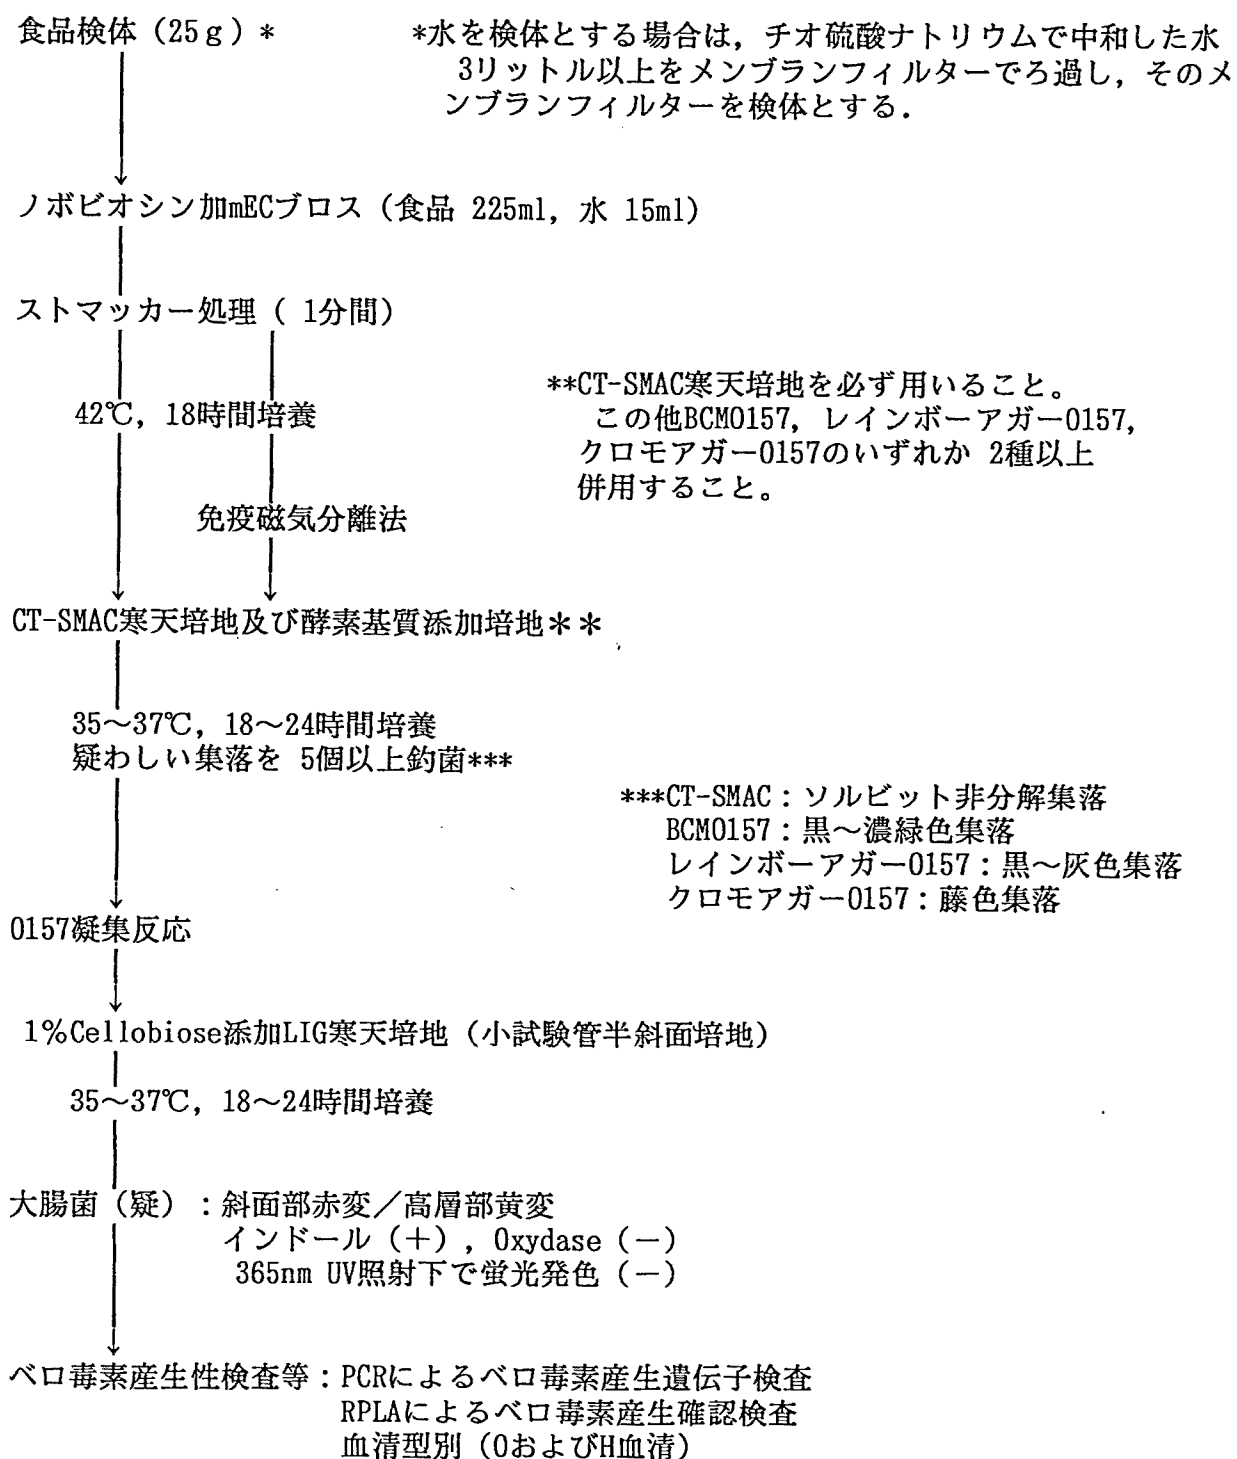 食品検体（25ｇ）*
*水を検体とする場合は，チオ硫酸ナトリウムで中和した水
3リットル以上をメンブランフィルターでろ過し，そのメ
ンブランフィルターを検体とする．
ノボビオシン加mECブロス（食品 225ml，水 15ml）
ストマッカー処理（ 1分間）
**CT-SMAC寒天培地を必ず用いること。
この他BCMO157，レインボーアガーO157，
クロモアガーO157のいずれか 2種以上
併用すること。
42℃，18時間培養
免疫磁気分離法
CT-SMAC寒天培地及び酵素基質添加培地＊＊
35～37℃，18～24時間培養
疑わしい集落を 5個以上釣菌***
***CT-SMAC：ソルビット非分解集落
BCMO157：黒～濃緑色集落
レインボーアガーO157：黒～灰色集落
クロモアガーO157：藤色集落
O157凝集反応
1％Cellobiose添加LIG寒天培地（小試験管半斜面培地）
35～37℃，18～24時間培養
大腸菌（疑）：斜面部赤変／高層部黄変
インドール（＋），Oxydase（－）
365nm UV照射下で蛍光発色（－）
ベロ毒素産生性検査等：PCRによるベロ毒素産生遺伝子検査
RPLAによるベロ毒素産生確認検査
血清型別（OおよびH血清）